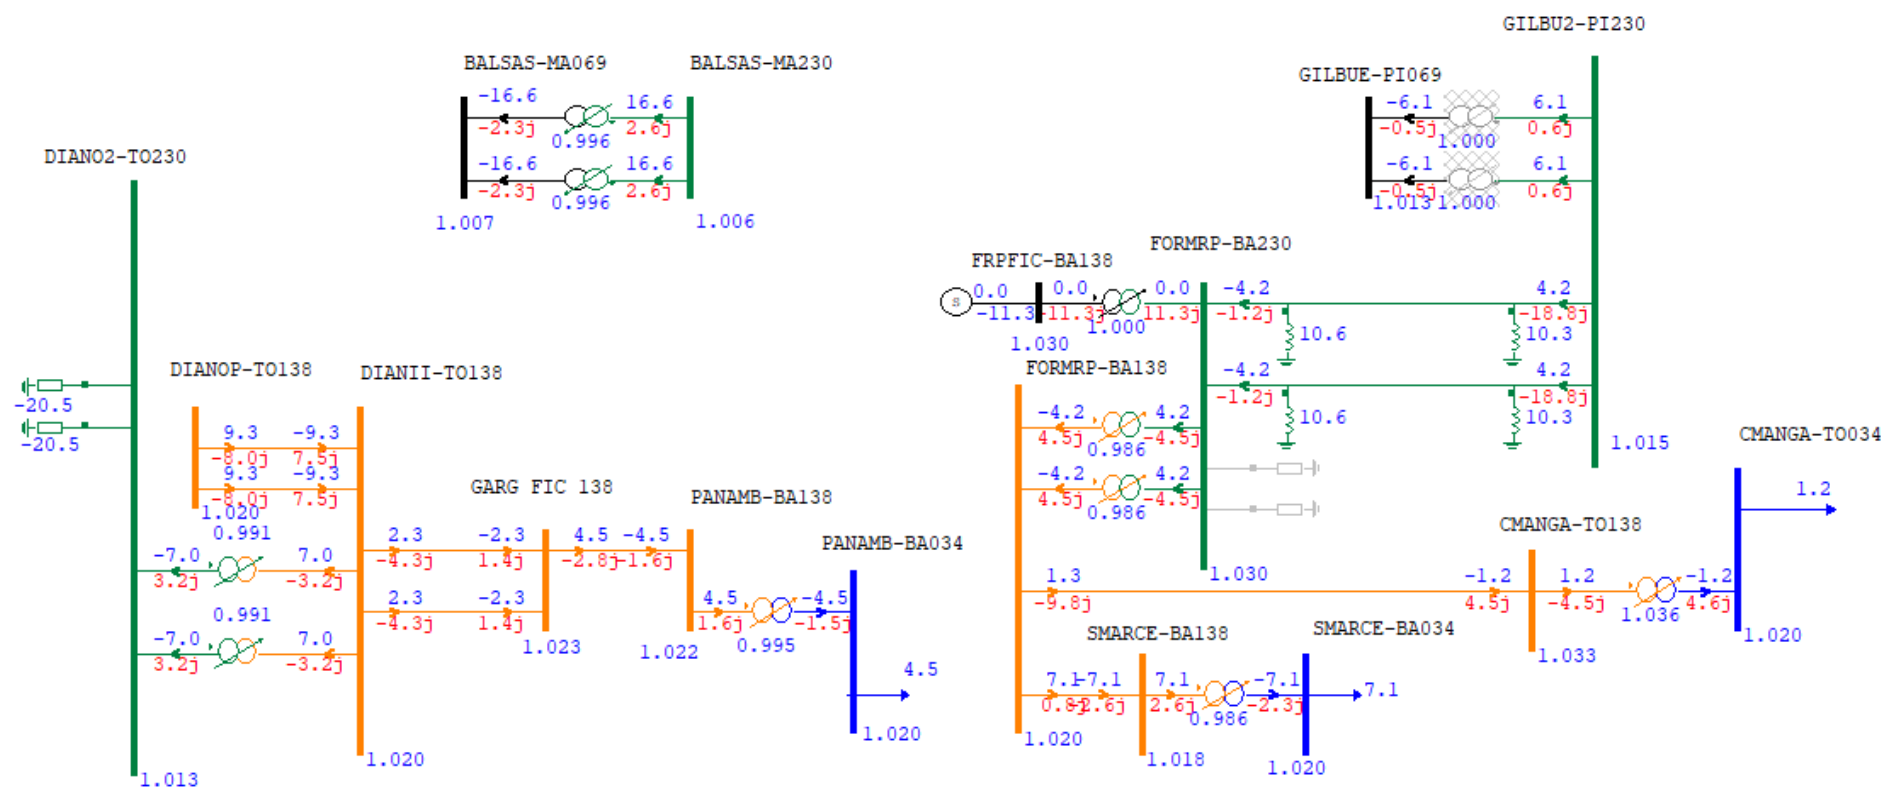 GILBU2-PI230
BALSAS-MA069
BALSAS-MA230
GILBUE-PI069
-16.6
16.6
-2.3j
2.6j
0.996
-16.6
16.6
-2.3j
2.6j
0.996
1.007
1.006
-6.1
6.1
-0.5j
0.6j
1.000
-6.1
6.1
-0.5j
0.6j
1.013
1.000
DIANO2-TO230
-20.5
-20.5
1.013
DIANOP-TO138
DIANII-TO138
9.3
-9.3
-8.0j
7.5j
9.3
-9.3
-8.0j
7.5j
1.020
0.991
-7.0
7.0
3.2j
-3.2j
0.991
-7.0
7.0
3.2j
-3.2j
1.020
GARG FIC 138
2.3
-2.3
-4.3j
1.4j
2.3
-2.3
-4.3j
1.4j
1.023
PANAMB-BA138
4.5
-4.5
-2.8j
-1.6j
1.022
PANAMB-BA034
4.5
-4.5
1.6j
-1.5j
0.995
4.5
1.020
FORMRP-BA230
FRPFIC-BA138
S
0.0
-11.3
0.0
0.0
-11.3j
11.3j
1.000
1.030
-4.2
4.2
-1.2j
-18.8j
10.6
10.3
-4.2
4.2
-1.2j
-18.8j
10.6
10.3
1.015
FORMRP-BA138
-4.2
4.2
4.5j
-4.5j
0.986
-4.2
4.2
4.5j
-4.5j
0.986
1.030
CMANGA-TO034
1.2
CMANGA-TO138
1.3
-1.2
-9.8j
4.5j
1.2
-1.2
-4.5j
4.6j
1.036
1.020
1.033
SMARCE-BA138
SMARCE-BA034
7.1
-7.1
0.8j
-2.6j
7.1
-7.1
2.6j
-2.3j
0.986
7.1
1.020
1.018
1.020